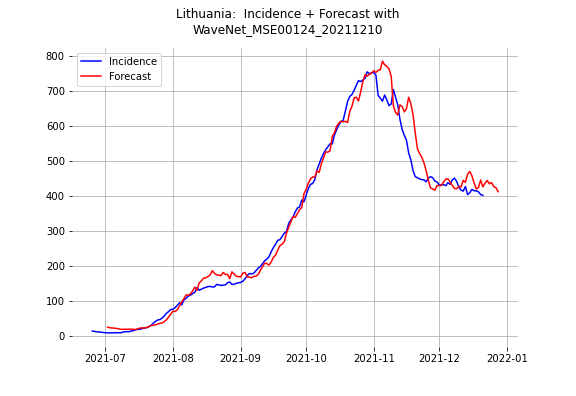 Lithuania:  Incidence + Forecast with
WaveNet_MSE00124_20211210
Incidence
Forecast
800
700
600
500
400
300
200
100
0
2021-07 2021-08 2021-09 2021-10 2021-11 2021-12 2022-01